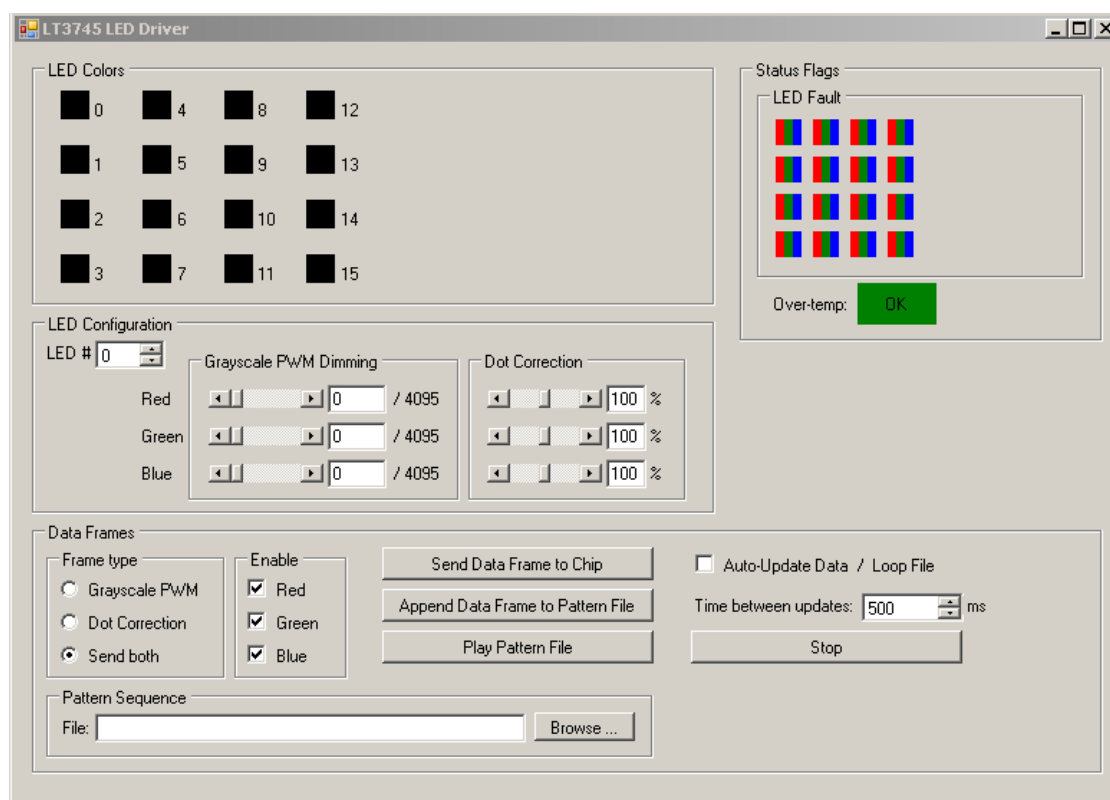 LT3745 LED Driver
LED Colors
0 4 8 12
1 5 9 13
2 6 10 14
3 7 11 15
Status Flags
LED Fault
Over-temp: OK
LED Configuration
LED # 0
Grayscale PWM Dimming
Dot Correction
Red 0 / 4095 100 %
Green 0 / 4095 100 %
Blue 0 / 4095 100 %
Data Frames
Frame type
Grayscale PWM
Dot Correction
Send both
Enable
Red
Green
Blue
Send Data Frame to Chip
Append Data Frame to Pattern File
Play Pattern File
Auto-Update Data / Loop File
Time between updates: 500 ms
Stop
Pattern Sequence
File: Browse ...